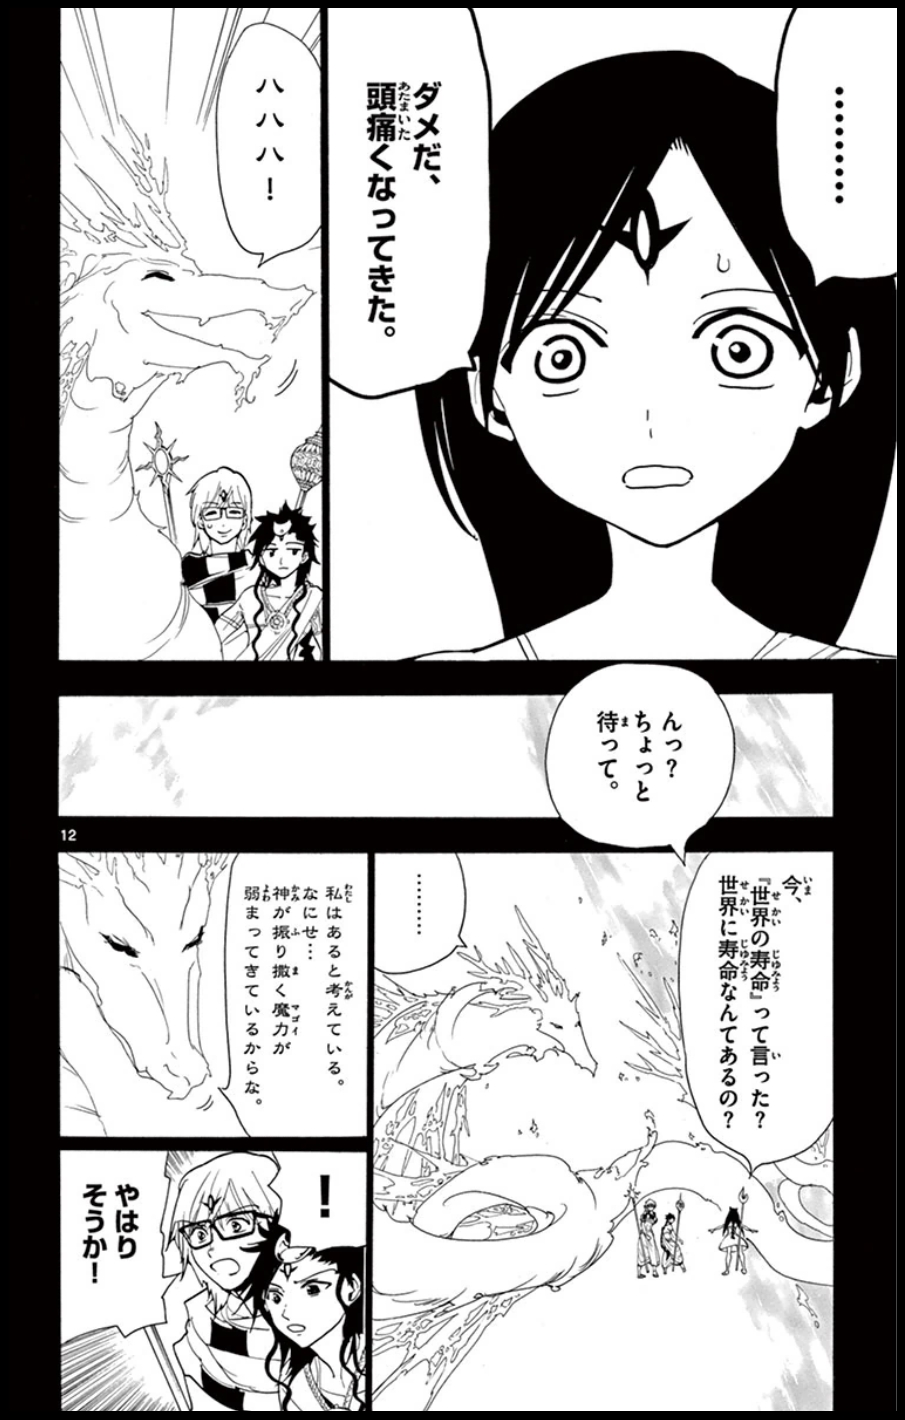 ………
ダメだ、
頭痛くなってきた。
ハハハ！
んっ？
ちょっと
待って。
12
今、
『世界の寿命』って言った？
世界に寿命なんてあるの？
………
私はあると考えている。
なにせ…
神が振り撒く魔力が
弱まってきているからな。
！
やはり
そうか！